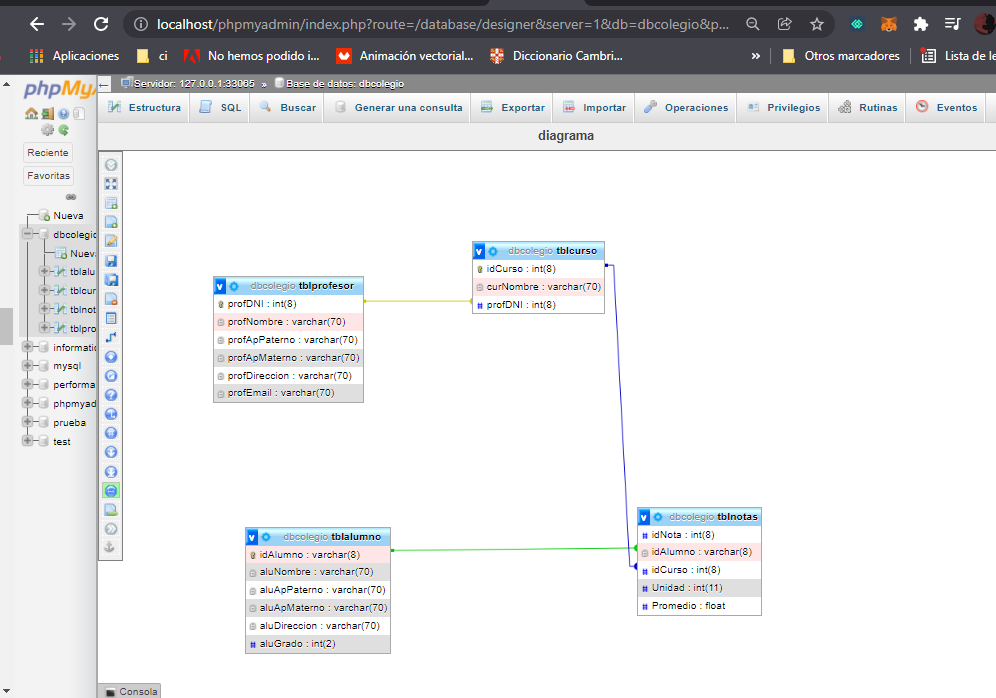 localhost/phpmyadmin/index.php?route=/database/designer&server=1&db=dbcolegio&p...
Aplicaciones
ci
No hemos podido i...
Animación vectorial...
Diccionario Cambri...
»
Otros marcadores
Lista de le
phpMyA
Servidor: 127.0.0.1:33065 » Base de datos: dbcolegio
Estructura
SQL
Buscar
Generar una consulta
Exportar
Importar
Operaciones
Privilegios
Rutinas
Eventos
diagrama
Reciente
Favoritas
Nueva
dbcolegio
Nueva
tblalu
tblcur
tblnot
tblpro
informatic
mysql
performa
phpmyad
prueba
test
dbcolegio tblprofesor
profDNI : int(8)
profNombre : varchar(70)
profApPaterno : varchar(70)
profApMaterno : varchar(70)
profDireccion : varchar(70)
profEmail : varchar(70)
dbcolegio tblcurso
idCurso : int(8)
curNombre : varchar(70)
profDNI : int(8)
dbcolegio tblalumno
idAlumno : varchar(8)
aluNombre : varchar(70)
aluApPaterno : varchar(70)
aluApMaterno : varchar(70)
aluDireccion : varchar(70)
aluGrado : int(2)
dbcolegio tblnotas
idNota : int(8)
idAlumno : varchar(8)
idCurso : int(8)
Unidad : int(11)
Promedio : float
Consola